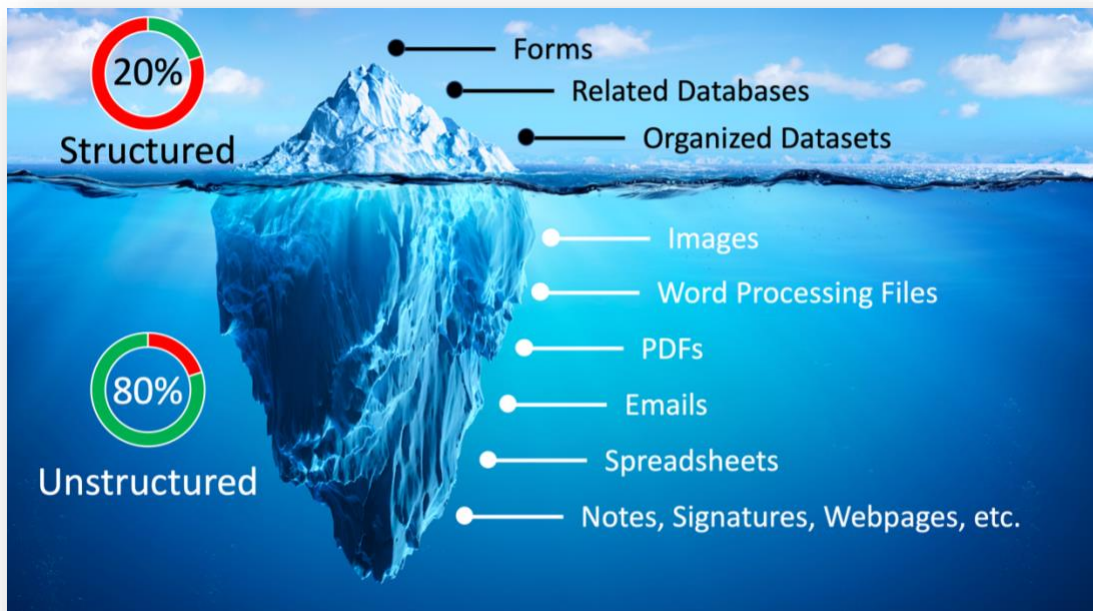 20%
Structured
Forms
Related Databases
Organized Datasets
Images
Word Processing Files
PDFs
Emails
Spreadsheets
Notes, Signatures, Webpages, etc.
80%
Unstructured